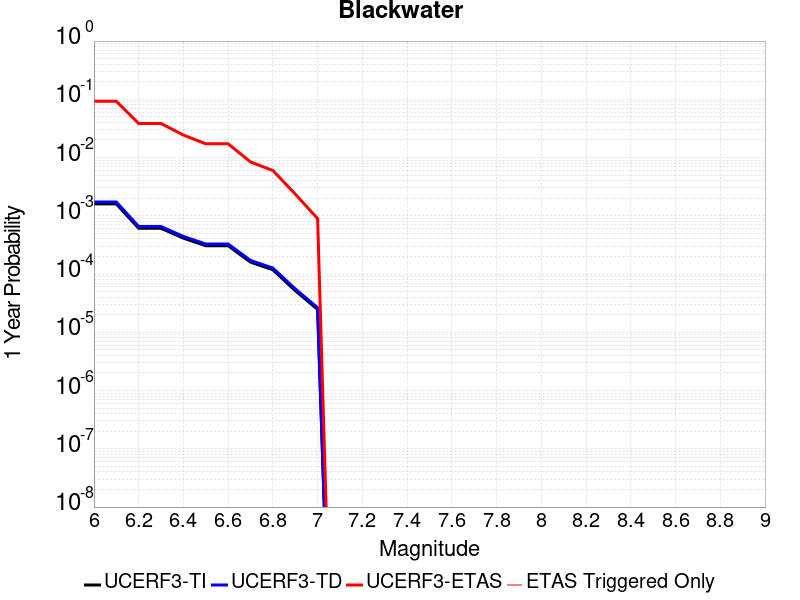 Blackwater
1 Year Probability
10^0
10^-1
10^-2
10^-3
10^-4
10^-5
10^-6
10^-7
10^-8
6 6.2 6.4 6.6 6.8 7 7.2 7.4 7.6 7.8 8 8.2 8.4 8.6 8.8 9
Magnitude
UCERF3-TI UCERF3-TD UCERF3-ETAS ETAS Triggered Only